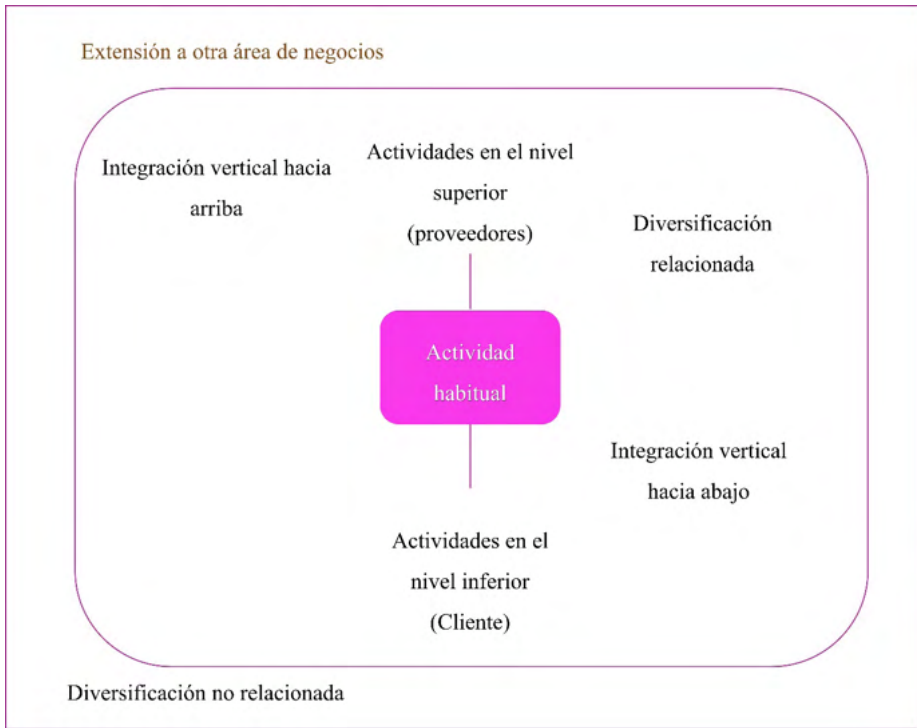 Extensión a otra área de negocios
Integración vertical hacia
arriba
Actividades en el nivel
superior
(proveedores)
Diversificación
relacionada
Actividad
habitual
Integración vertical
hacia abajo
Actividades en el
nivel inferior
(Cliente)
Diversificación no relacionada